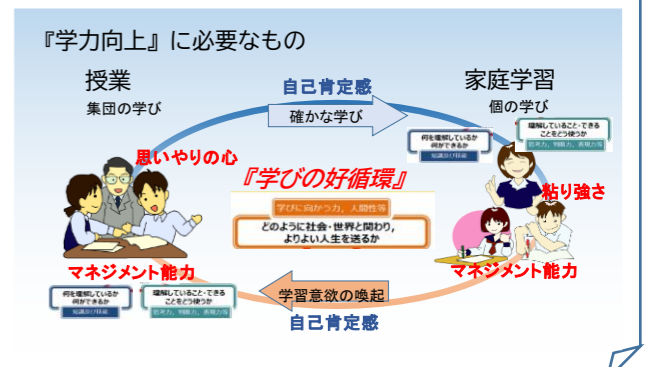 『学力向上』に必要なもの
授業
集団の学び
自己肯定感
確かな学び
家庭学習
個の学び
何を理解しているか
何ができるか
知識及び技能
理解していること・できる
ことをどう使うか
思考力，判断力，表現力等
思いやりの心
『学びの好循環』
粘り強さ
学びに向かう力，人間性等
どのように社会・世界と関わり，
よりよい人生を送るか
マネジメント能力
マネジメント能力
何を理解しているか
何ができるか
知識及び技能
理解していること・できる
ことをどう使うか
思考力，判断力，表現力等
学習意欲の喚起
自己肯定感